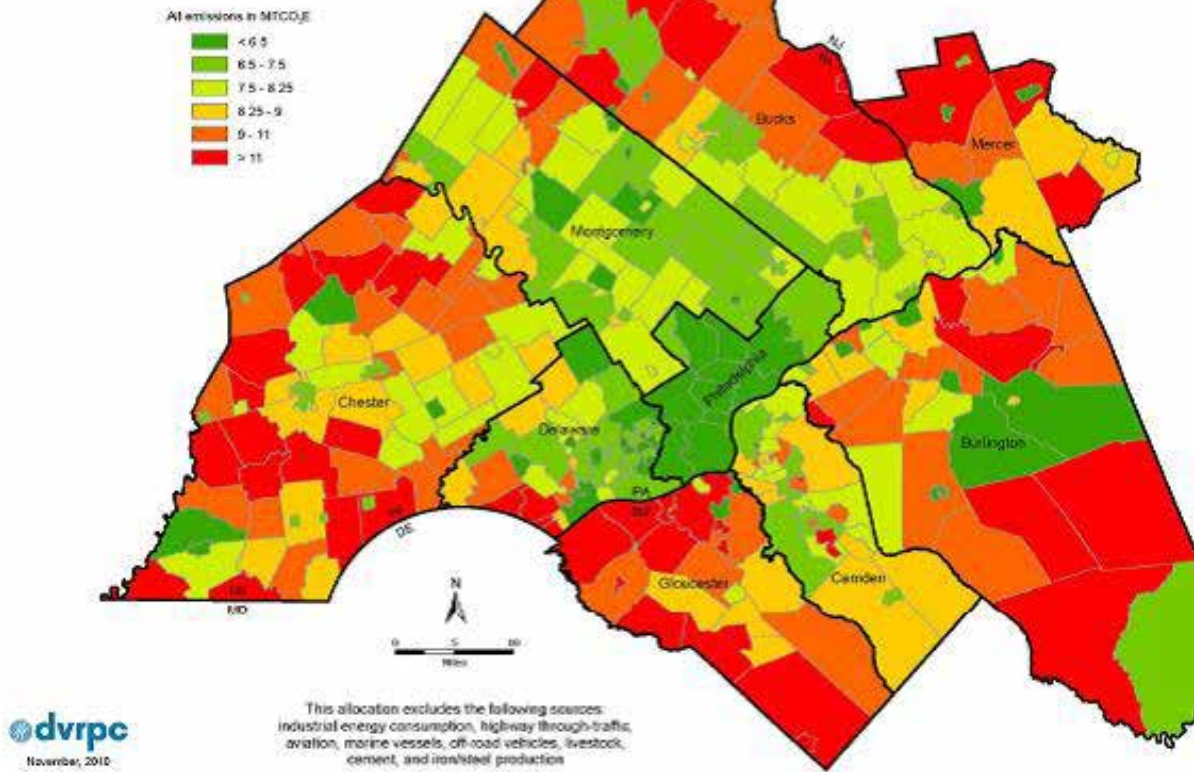 All emissions in MTCO2E
< 6.5
6.5 - 7.5
7.5 - 8.25
8.25 - 9
9 - 11
> 11
NJ
Bucks
Mercer
Montgomery
Philadelphia
Chester
Delaware
Burlington
PA
NJ
DE
Gloucester
Camden
MD
N
0 5 10
Miles
dvrpc
November, 2010
This allocation excludes the following sources:
industrial energy consumption, highway through-traffic,
aviation, marine vessels, off-road vehicles, livestock,
cement, and iron/steel production